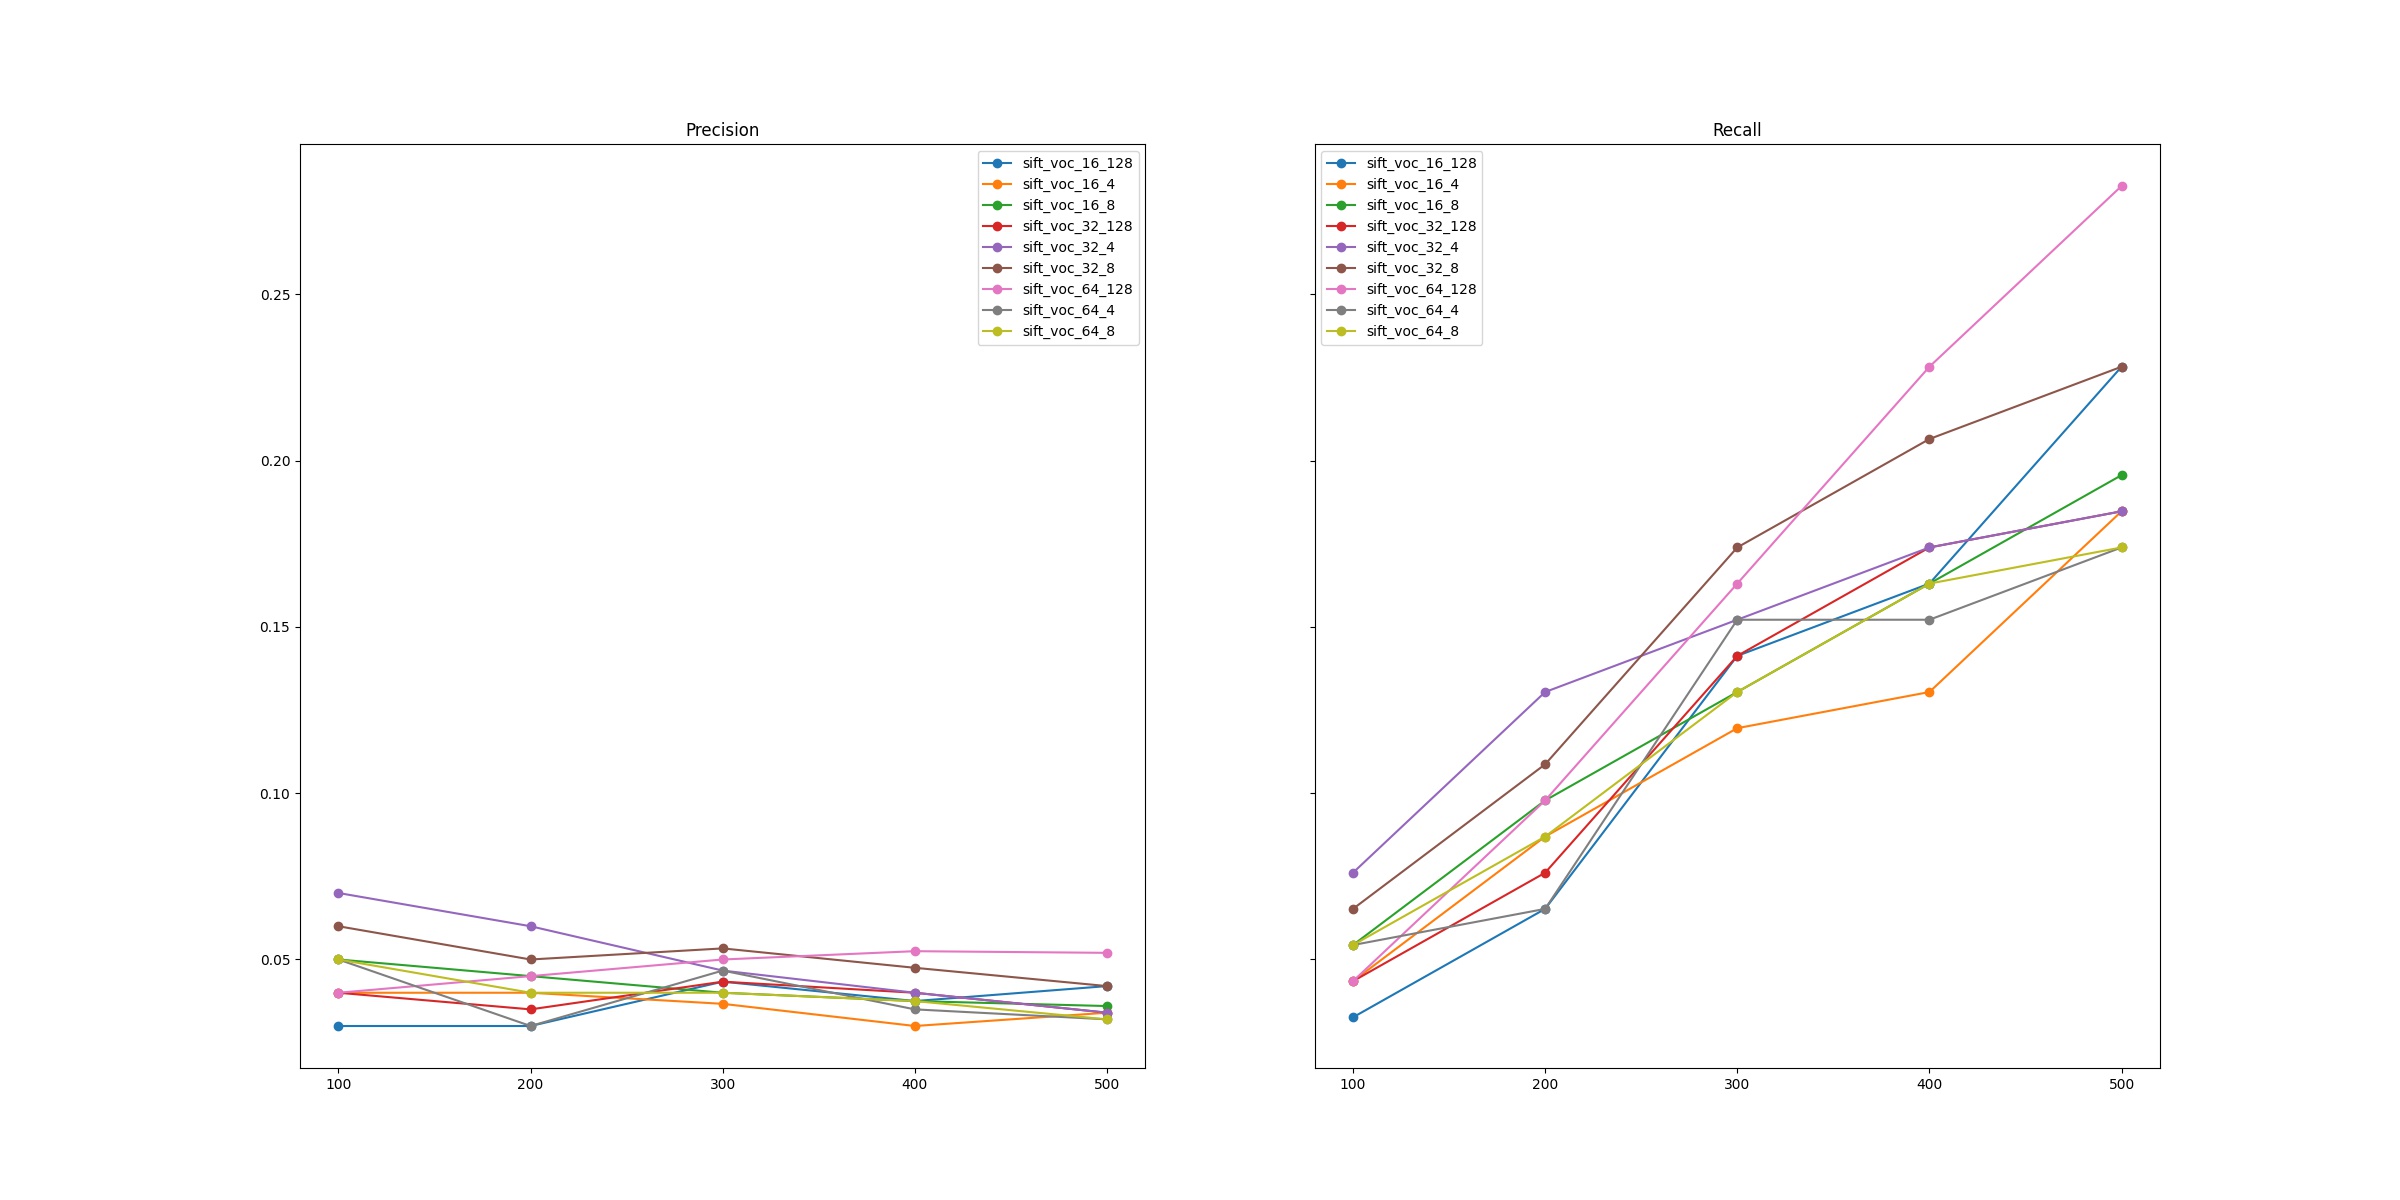 Precision
sift_voc_16_128
sift_voc_16_4
sift_voc_16_8
sift_voc_32_128
sift_voc_32_4
sift_voc_32_8
sift_voc_64_128
sift_voc_64_4
sift_voc_64_8
0.25
0.20
0.15
0.10
0.05
100 200 300 400 500
Recall
sift_voc_16_128
sift_voc_16_4
sift_voc_16_8
sift_voc_32_128
sift_voc_32_4
sift_voc_32_8
sift_voc_64_128
sift_voc_64_4
sift_voc_64_8
100 200 300 400 500